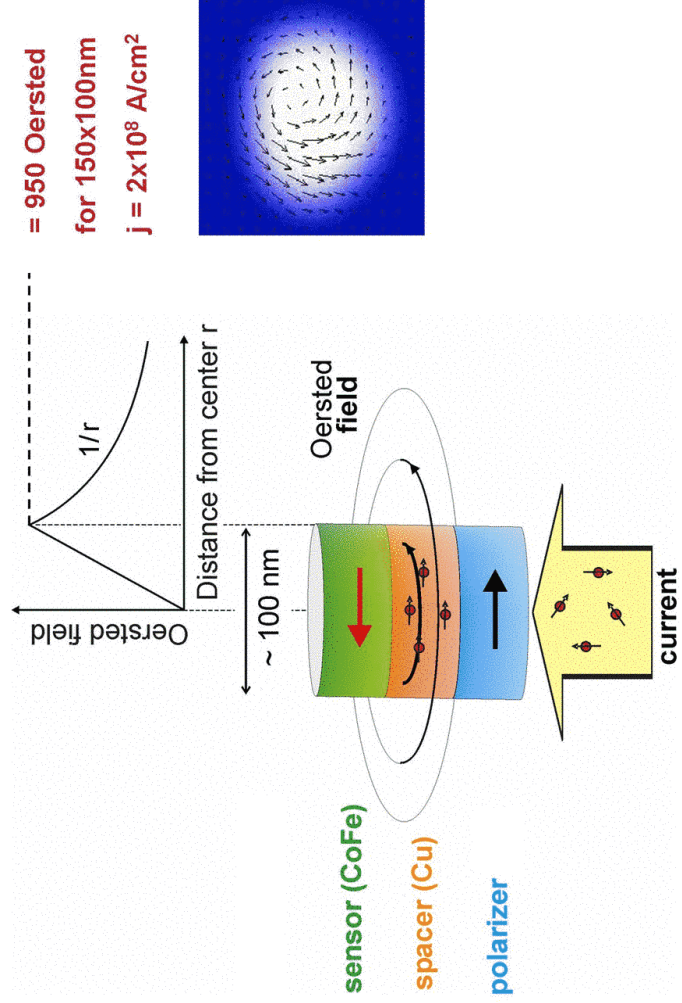 Oersted field
1/r
Distance from center r
= 950 Oersted
for 150x100nm
j = 2x10⁸ A/cm²
~ 100 nm
Oersted
field
sensor (CoFe)
spacer (Cu)
polarizer
current